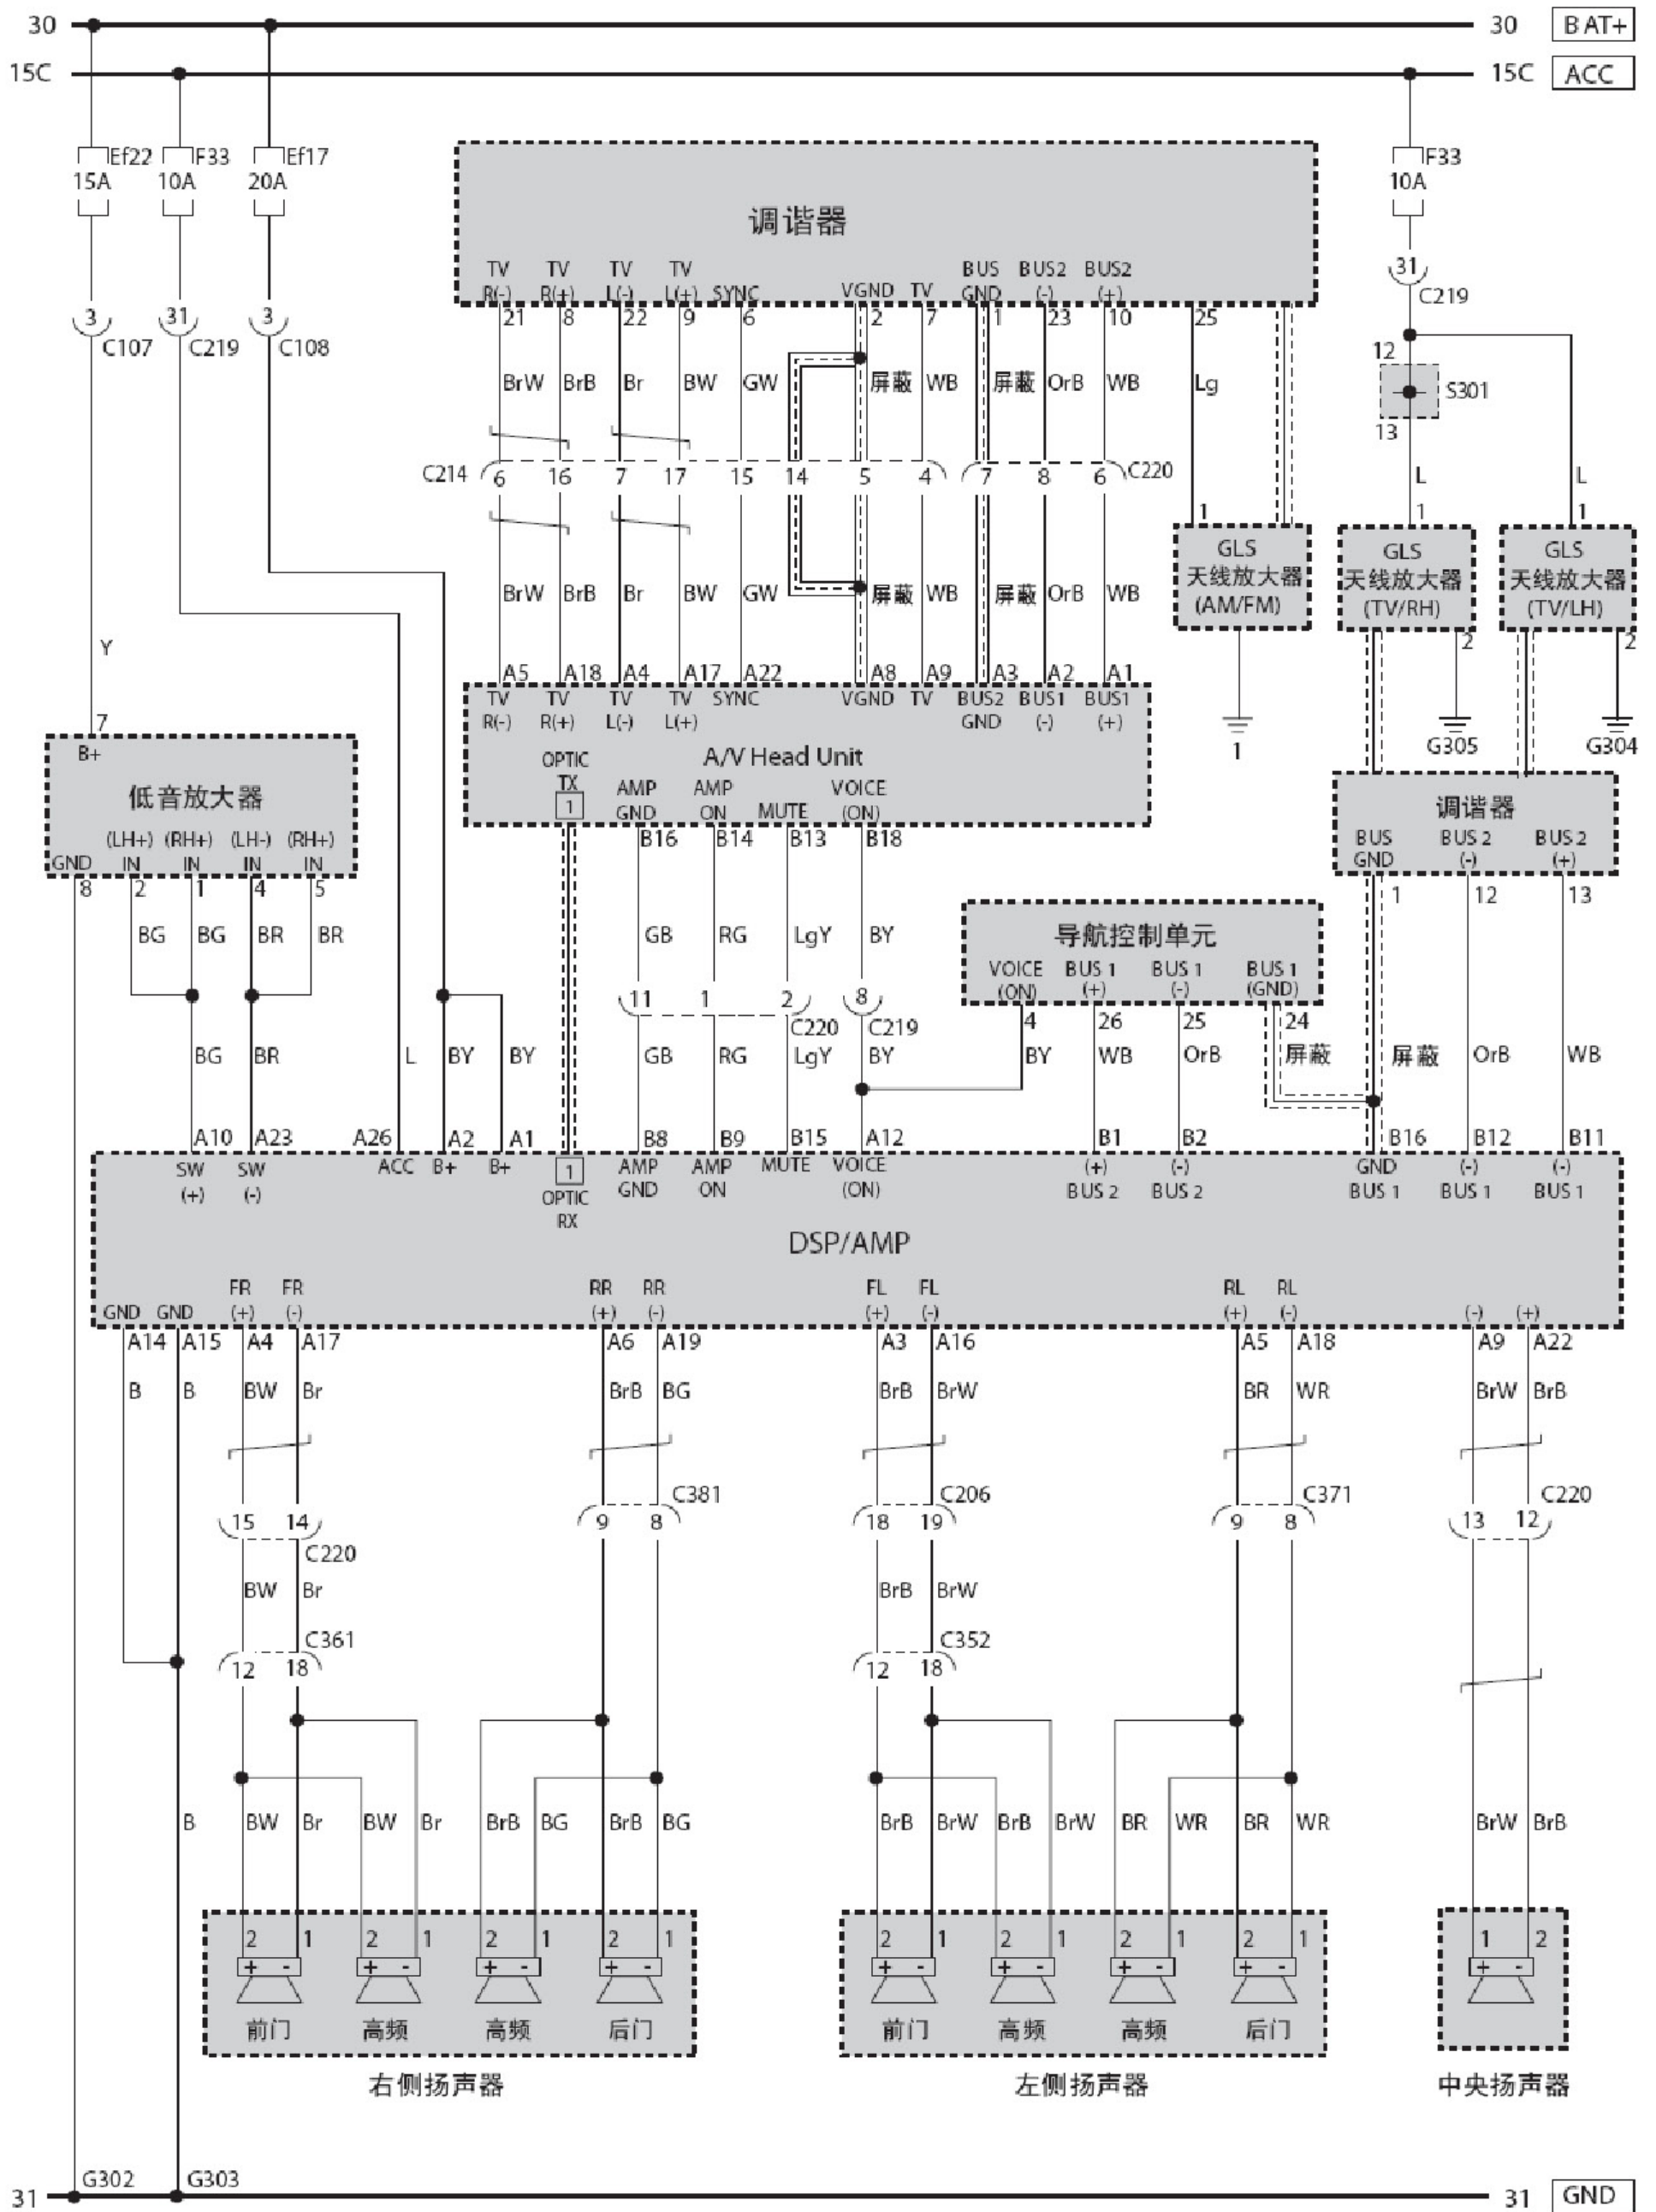 30 30 BAT+
15C 15C ACC
Ef22 F33 Ef17 F33
15A 10A 20A 10A
调谐器
31
C219
TV TV TV TV BUS BUS2 BUS2
R(-) R(+) L(-) L(+) SYNC VGND TV GND (-) (+)
3 31 3 21 8 22 9 6 2 7 1 23 10 25
C107 C219 C108
12
BrW BrB Br BW GW 屏蔽 WB 屏蔽 OrB WB Lg S301
13
C214 6 16 7 17 15 14 5 4 7 8 6 C220 L L
1 1 1
GLS GLS GLS
天线放大器 天线放大器 天线放大器
(AM/FM) (TV/RH) (TV/LH)
BrW BrB Br BW GW 屏蔽 WB 屏蔽 OrB WB
Y 2 2
A5 A18 A4 A17 A22 A8 A9 A3 A2 A1
TV TV TV TV SYNC VGND TV BUS2 BUS1 BUS1
R(-) R(+) L(-) L(+) GND (-) (+)
7 1 G305 G304
B+ OPTIC A/V Head Unit
TX AMP AMP VOICE
1 GND ON MUTE (ON)
低音放大器 调谐器
B16 B14 B13 B18 BUS BUS 2 BUS 2
(LH+) (RH+) (LH-) (RH+) GND (-) (+)
GND IN IN IN IN
8 2 1 4 5 1 12 13
BG BG BR BR GB RG LgY BY 导航控制单元
VOICE BUS 1 BUS 1 BUS 1
(ON) (+) (-) (GND)
11 1 2 8
C220 C219 4 26 25 24
BG BR L BY BY GB RG LgY BY BY WB OrB 屏蔽 屏蔽 OrB WB
A10 A23 A26 A2 A1 B8 B9 B15 A12 B1 B2 B16 B12 B11
SW SW ACC B+ B+ 1 AMP AMP MUTE VOICE (+) (-) GND (-) (-)
(+) (-) OPTIC GND ON (ON) BUS 2 BUS 2 BUS 1 BUS 1 BUS 1
RX
DSP/AMP
FR FR RR RR FL FL RL RL
GND GND (+) (-) (+) (-) (+) (-) (+) (-) (-) (+)
A14 A15 A4 A17 A6 A19 A3 A16 A5 A18 A9 A22
B B BW Br BrB BG BrB BrW BR WR BrW BrB
C381 C206 C371 C220
15 14 9 8 18 19 9 8 13 12
C220
BW Br BrB BrW
C361 C352
12 18 12 18
B BW Br BW Br BrB BG BrB BG BrB BrW BrB BrW BR WR BR WR BrW BrB
2 1 2 1 2 1 2 1 2 1 2 1 2 1 2 1 1 2
+ - + - + - + - + - + - + - + - + -
前门 高频 高频 后门 前门 高频 高频 后门
右侧扬声器 左侧扬声器 中央扬声器
G302 G303
31 31 GND